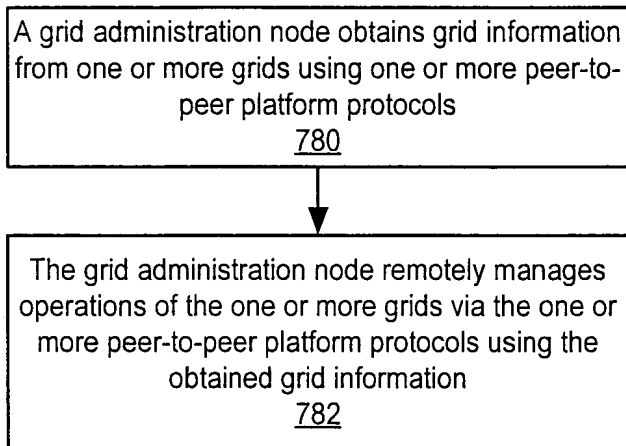 A grid administration node obtains grid information
from one or more grids using one or more peer-to-
peer platform protocols
780
The grid administration node remotely manages
operations of the one or more grids via the one or
more peer-to-peer platform protocols using the
obtained grid information
782